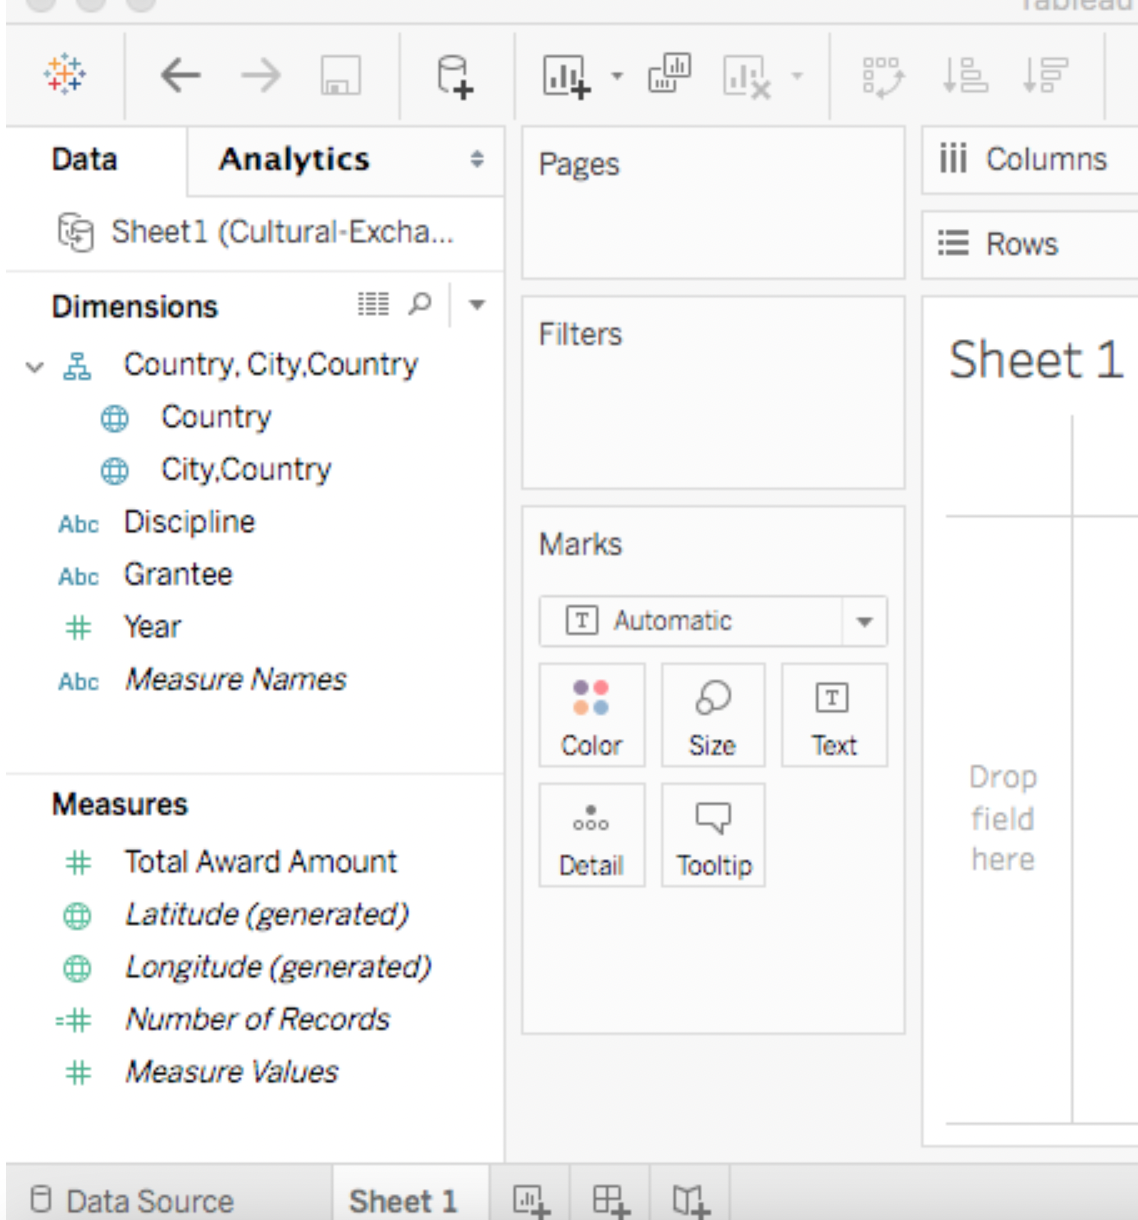 Tableau
Data
Analytics
Sheet1 (Cultural-Excha...
Dimensions
Country, City,Country
Country
City,Country
Abc Discipline
Abc Grantee
# Year
Abc Measure Names
Measures
# Total Award Amount
Latitude (generated)
Longitude (generated)
=# Number of Records
# Measure Values
Pages
Filters
Marks
T Automatic
Color
Size
T
Text
Detail
Tooltip
iii Columns
Rows
Sheet 1
Drop
field
here
Data Source
Sheet 1